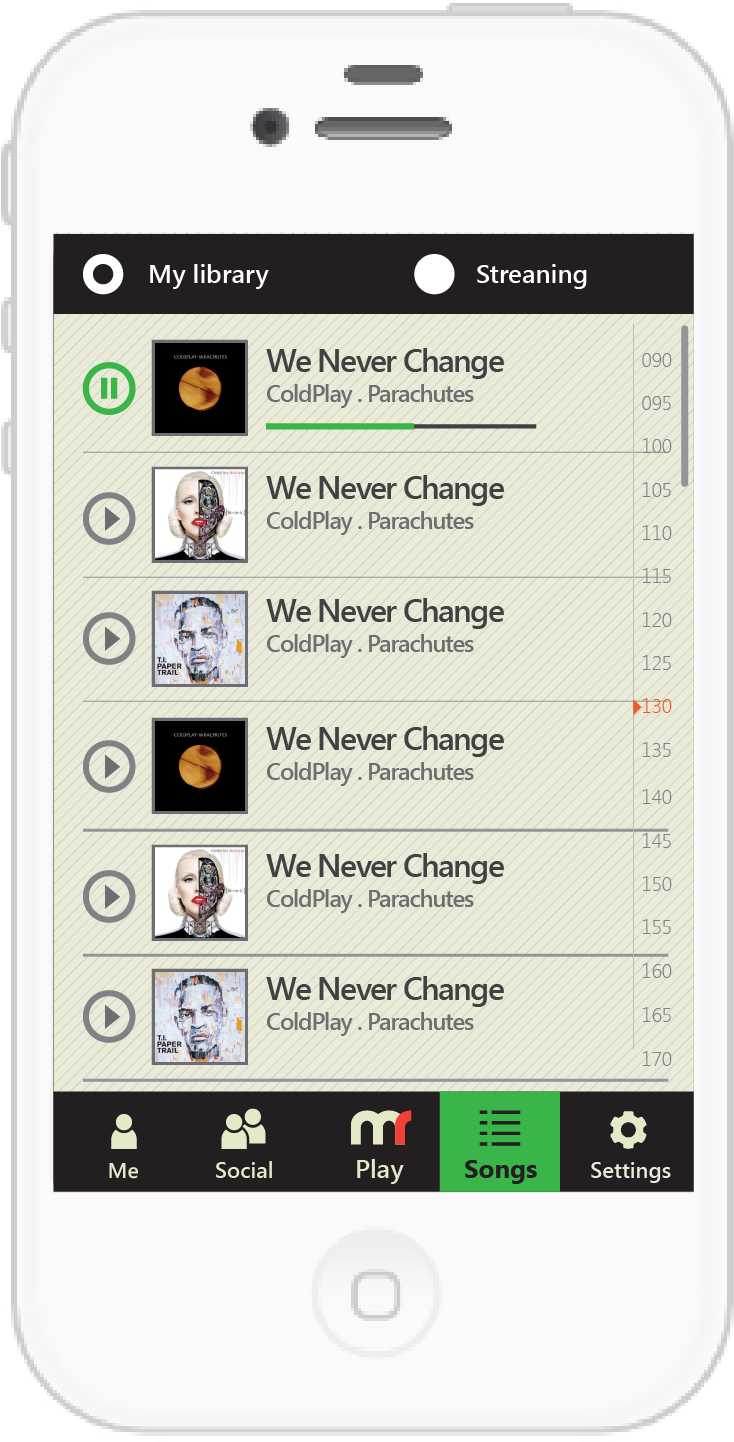 My library Streaning
COLDPLAY·PARACHUTES
We Never Change
ColdPlay . Parachutes
We Never Change
ColdPlay . Parachutes
T.I.
PAPER
TRAIL
We Never Change
ColdPlay . Parachutes
COLDPLAY·PARACHUTES
We Never Change
ColdPlay . Parachutes
We Never Change
ColdPlay . Parachutes
T.I.
PAPER
TRAIL
We Never Change
ColdPlay . Parachutes
090
095
100
105
110
115
120
125
130
135
140
145
150
155
160
165
170
mr
Me Social Play Songs Settings